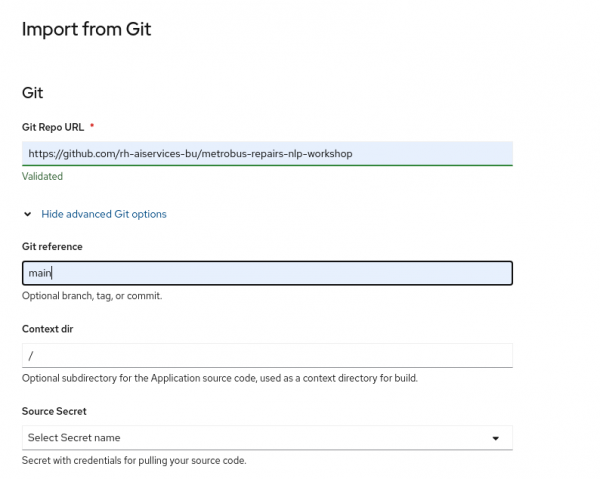 Import from Git
Git
Git Repo URL *
https://github.com/rh-aiservices-bu/metrobus-repairs-nlp-workshop
Validated
Hide advanced Git options
Git reference
main
Optional branch, tag, or commit.
Context dir
/
Optional subdirectory for the Application source code, used as a context directory for build.
Source Secret
Select Secret name
Secret with credentials for pulling your source code.